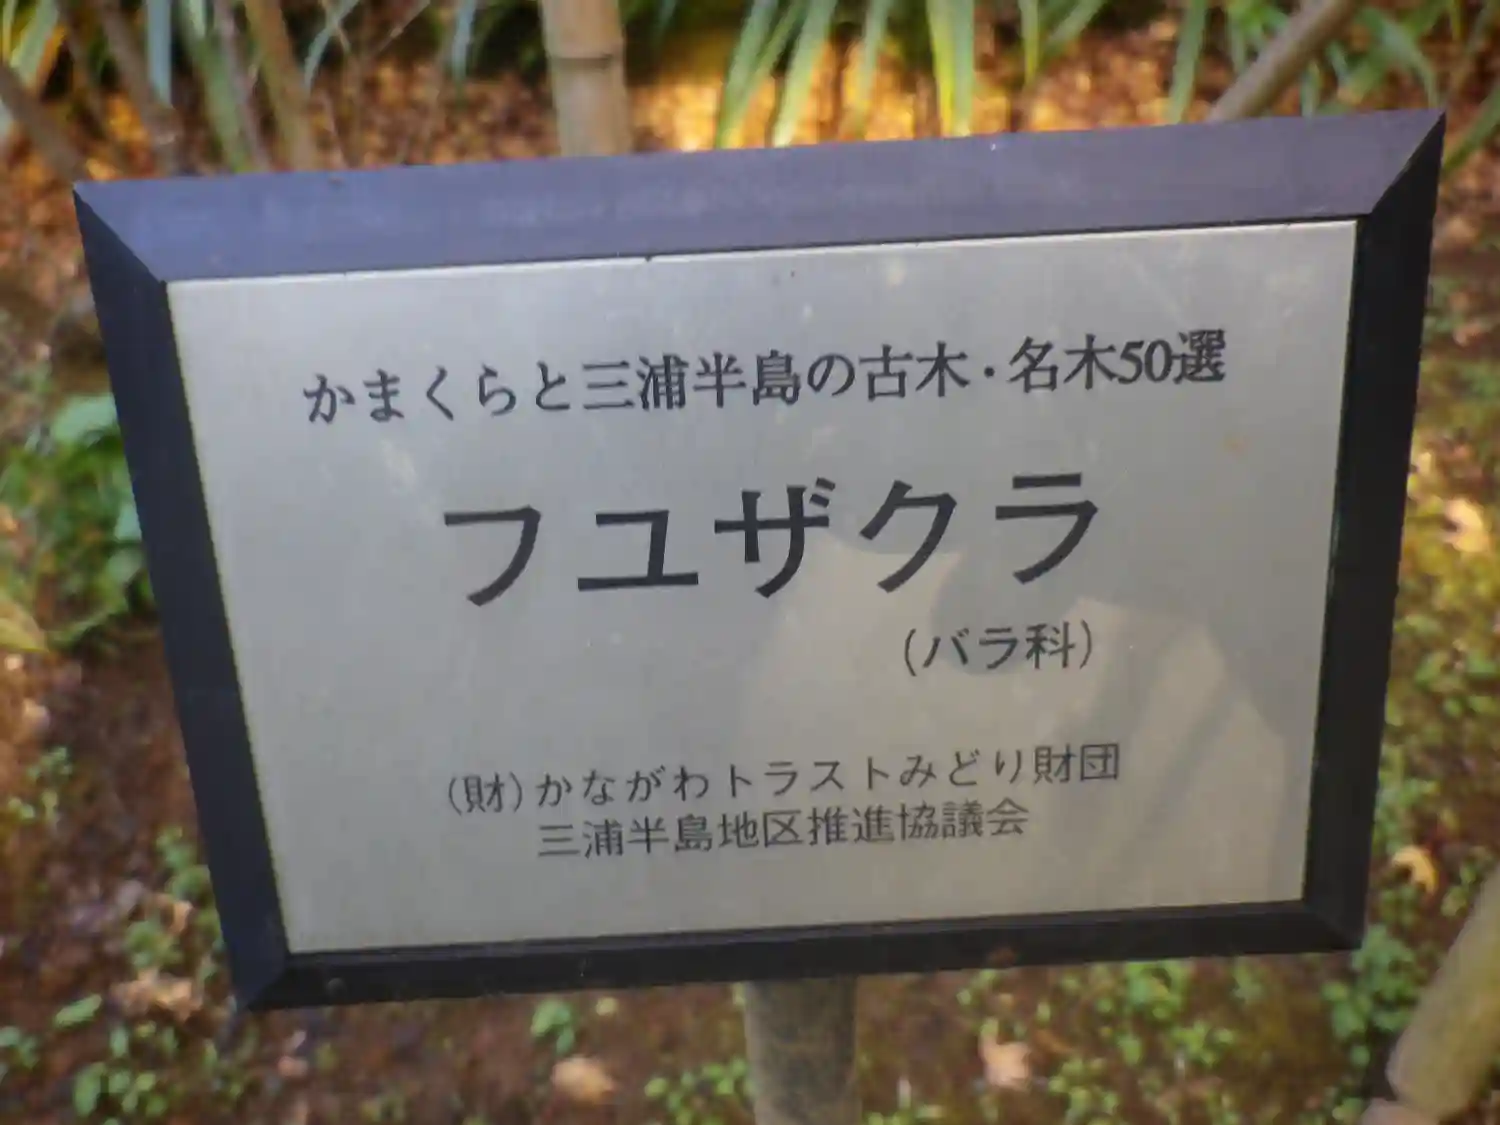 かまくらと三浦半島の古木・名木50選
フユザクラ
(バラ科)
(財)かながわトラストみどり財団
三浦半島地区推進協議会